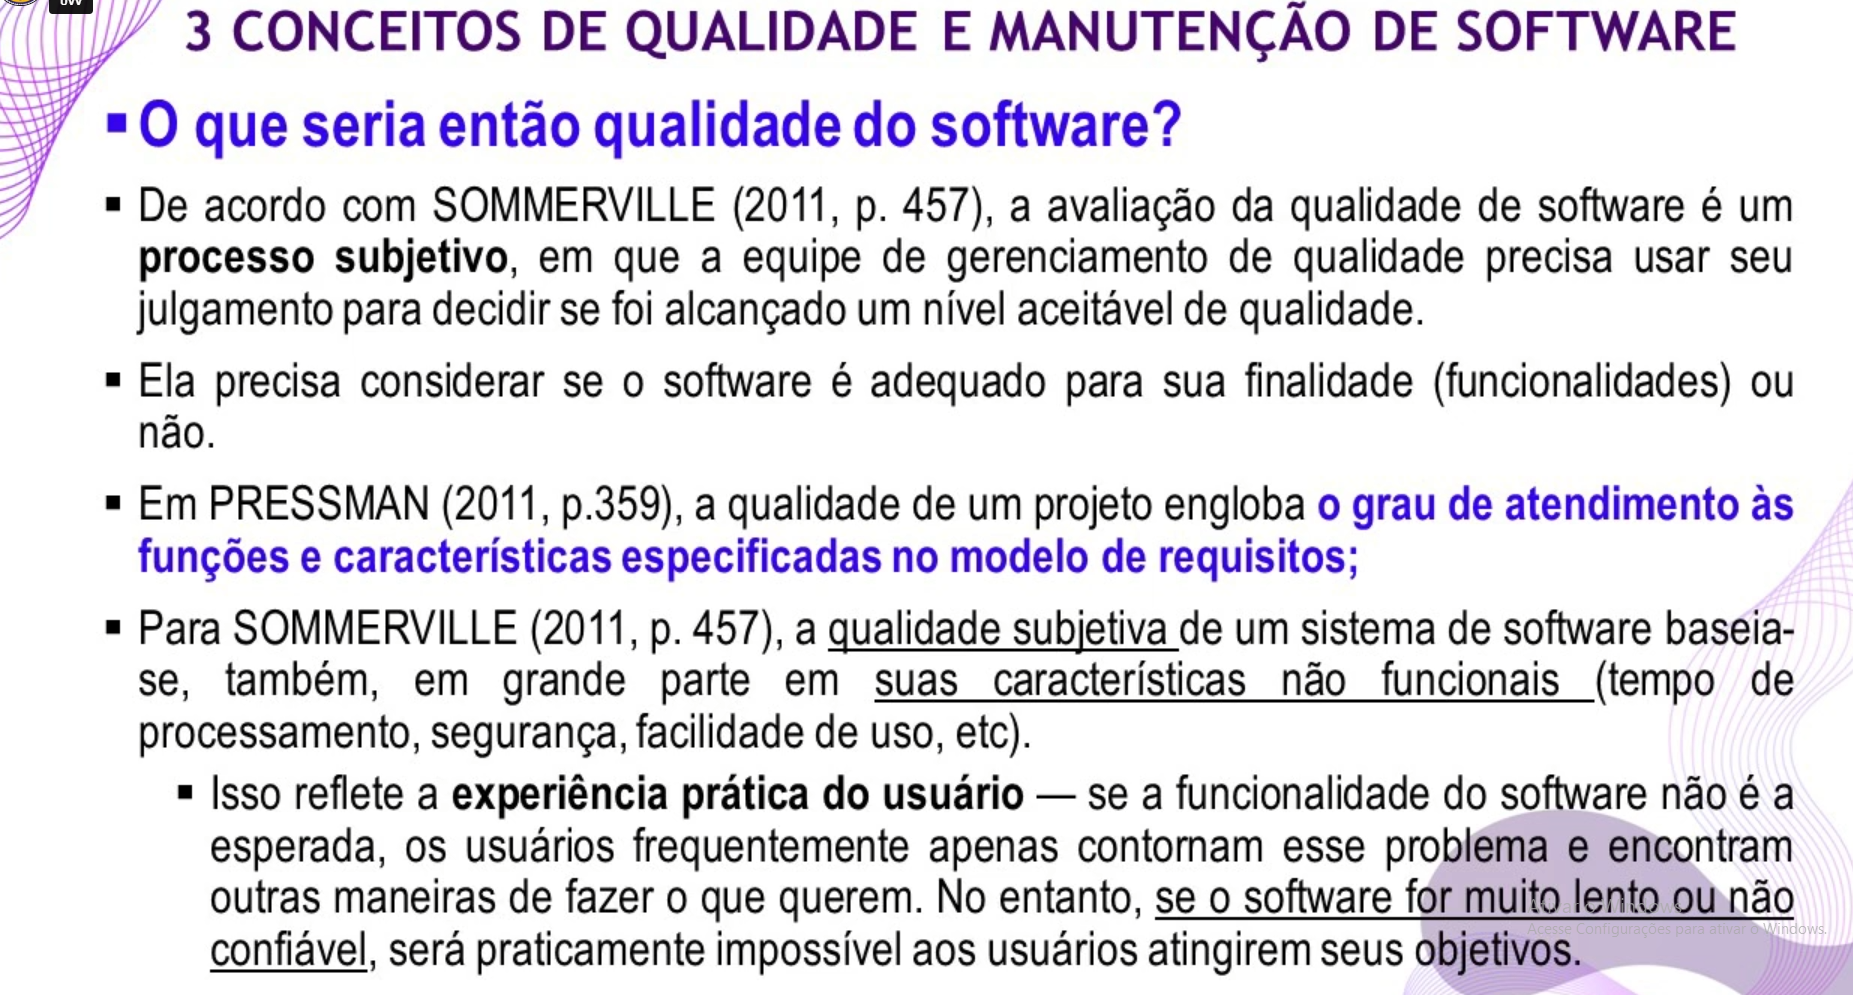 UVV
3 CONCEITOS DE QUALIDADE E MANUTENÇÃO DE SOFTWARE
▪ O que seria então qualidade do software?
▪ De acordo com SOMMERVILLE (2011, p. 457), a avaliação da qualidade de software é um
processo subjetivo, em que a equipe de gerenciamento de qualidade precisa usar seu
julgamento para decidir se foi alcançado um nível aceitável de qualidade.
▪ Ela precisa considerar se o software é adequado para sua finalidade (funcionalidades) ou
não.
▪ Em PRESSMAN (2011, p.359), a qualidade de um projeto engloba o grau de atendimento às
funções e características especificadas no modelo de requisitos;
▪ Para SOMMERVILLE (2011, p. 457), a qualidade subjetiva de um sistema de software baseia-
se, também, em grande parte em suas características não funcionais (tempo de
processamento, segurança, facilidade de uso, etc).
▪ Isso reflete a experiência prática do usuário — se a funcionalidade do software não é a
esperada, os usuários frequentemente apenas contornam esse problema e encontram
outras maneiras de fazer o que querem. No entanto, se o software for muito lento ou não
confiável, será praticamente impossível aos usuários atingirem seus objetivos.
Ativar o Windows
Acesse Configurações para ativar o Windows.